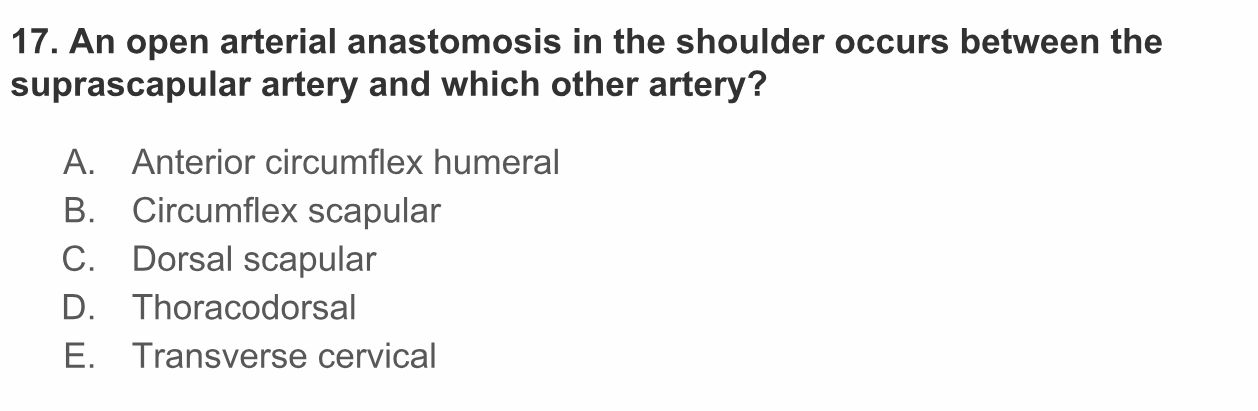 17. An open arterial anastomosis in the shoulder occurs between the
suprascapular artery and which other artery?
A. Anterior circumflex humeral
B. Circumflex scapular
C. Dorsal scapular
D. Thoracodorsal
E. Transverse cervical